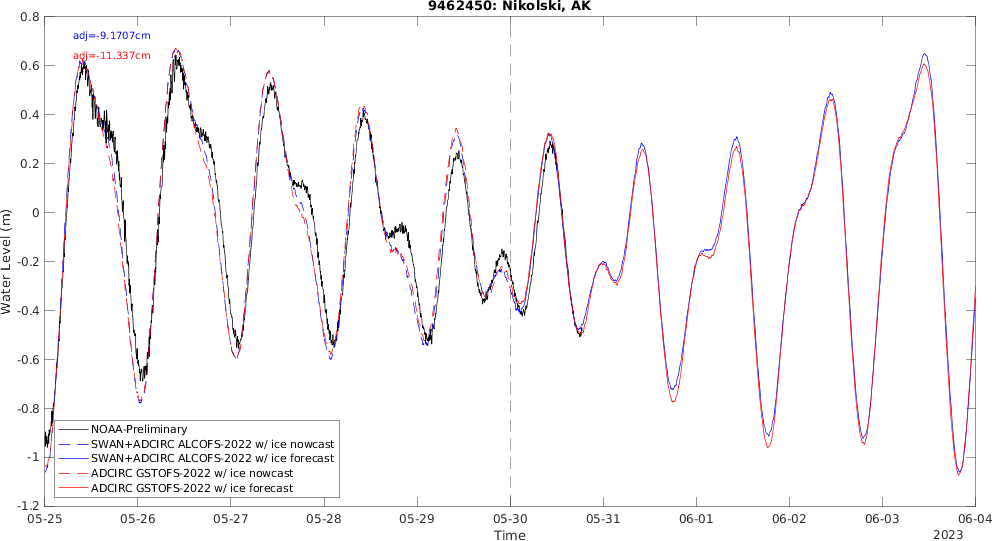 9462450: Nikolski, AK
adj=-9.1707cm
adj=-11.337cm
Water Level (m)
0.8
0.6
0.4
0.2
0
-0.2
-0.4
-0.6
-0.8
-1
-1.2
NOAA-Preliminary
SWAN+ADCIRC ALCOFS-2022 w/ ice nowcast
SWAN+ADCIRC ALCOFS-2022 w/ ice forecast
ADCIRC GSTOFS-2022 w/ ice nowcast
ADCIRC GSTOFS-2022 w/ ice forecast
05-25 05-26 05-27 05-28 05-29 05-30 05-31 06-01 06-02 06-03 06-04
Time
2023